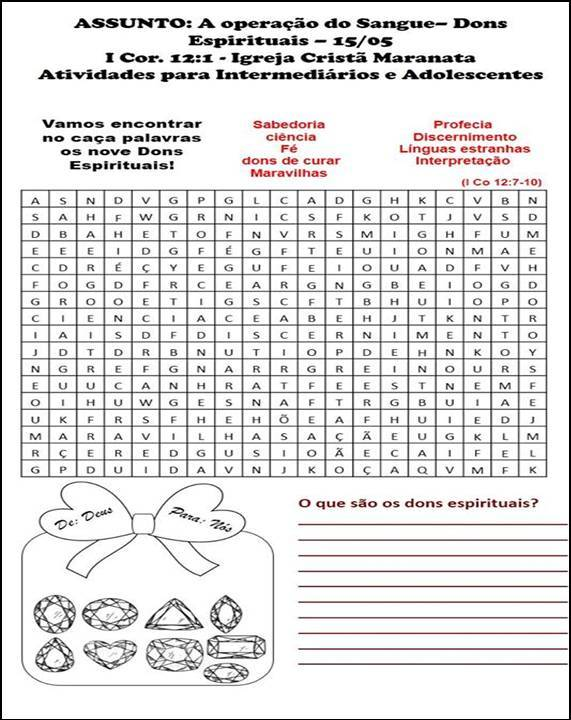 ASSUNTO: A operação do Sangue– Dons
Espirituais – 15/05
I Cor. 12:1 - Igreja Cristã Maranata
Atividades para Intermediários e Adolescentes
Vamos encontrar
no caça palavras
os nove Dons
Espirituais!
Sabedoria
ciência
Fé
dons de curar
Maravilhas
Profecia
Discernimento
Línguas estranhas
Interpretação
(I Co 12:7-10)
A S N D V G P G L C A D G H K C V B N
S A H F W G R N I C S F K O T J V S D
D B A H E T O F N V R S M I G H F U M
E E E I D G F É G F T E U I O N M A E
C D R É Ç Y E G U F E I O U A D F V H
F O G D F R C E A R G N G B E I O G D
G R O O E T I G S C F T B H U I O P O
C I E N C I A C E A B E H J T K N T R
I A I S D F D I S C E R N I M E N T O
J D T D R B N U T I O P D E H N K O Y
N G R E F G N A R R G R E I N O U R S
E U U C A N H R A T F E E S T N E M F
O I H U W G E S N A F T R G B U I A E
U K F R S F H E H Õ E A F H U I E D J
M A R A V I L H A S A Ç Ã E U G K L M
R Ç E R E D G U S I O Ã E C A I F E L
G P D U I D A V N J K O Ç A Q V M F K
De: Deus
Para: Nós
O que são os dons espirituais?